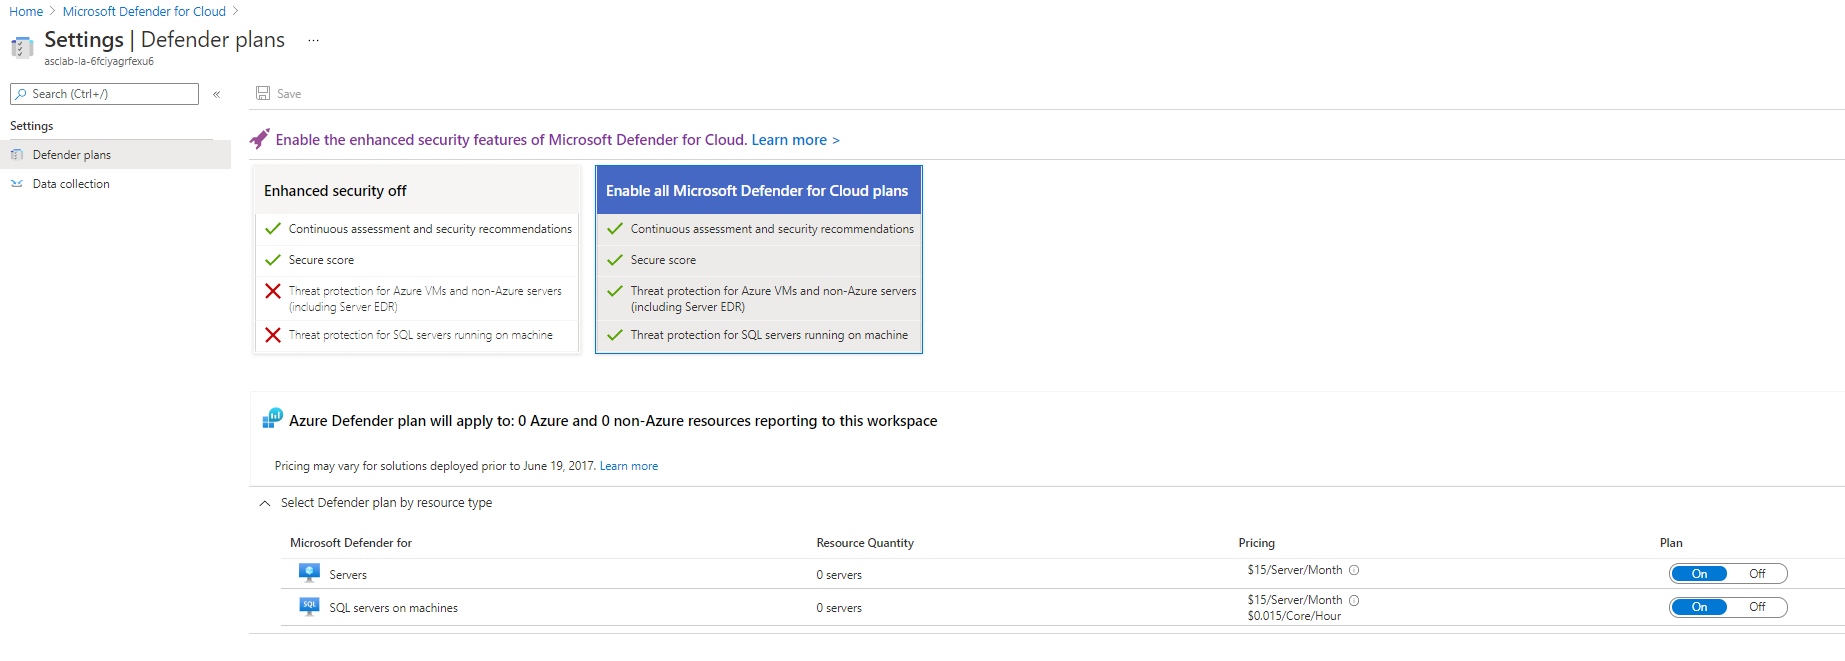 Home > Microsoft Defender for Cloud >
Settings | Defender plans ...
asclab-la-6fciyagrfexu6
Search (Ctrl+/) «
Save
Settings
Defender plans
Data collection
Enable the enhanced security features of Microsoft Defender for Cloud. Learn more >
Enhanced security off
Continuous assessment and security recommendations
Secure score
Threat protection for Azure VMs and non-Azure servers
(including Server EDR)
Threat protection for SQL servers running on machine
Enable all Microsoft Defender for Cloud plans
Continuous assessment and security recommendations
Secure score
Threat protection for Azure VMs and non-Azure servers
(including Server EDR)
Threat protection for SQL servers running on machine
Azure Defender plan will apply to: 0 Azure and 0 non-Azure resources reporting to this workspace
Pricing may vary for solutions deployed prior to June 19, 2017. Learn more
Select Defender plan by resource type
Microsoft Defender for Resource Quantity Pricing Plan
Servers 0 servers $15/Server/Month On Off
SQL SQL servers on machines 0 servers $15/Server/Month On Off
$0.015/Core/Hour